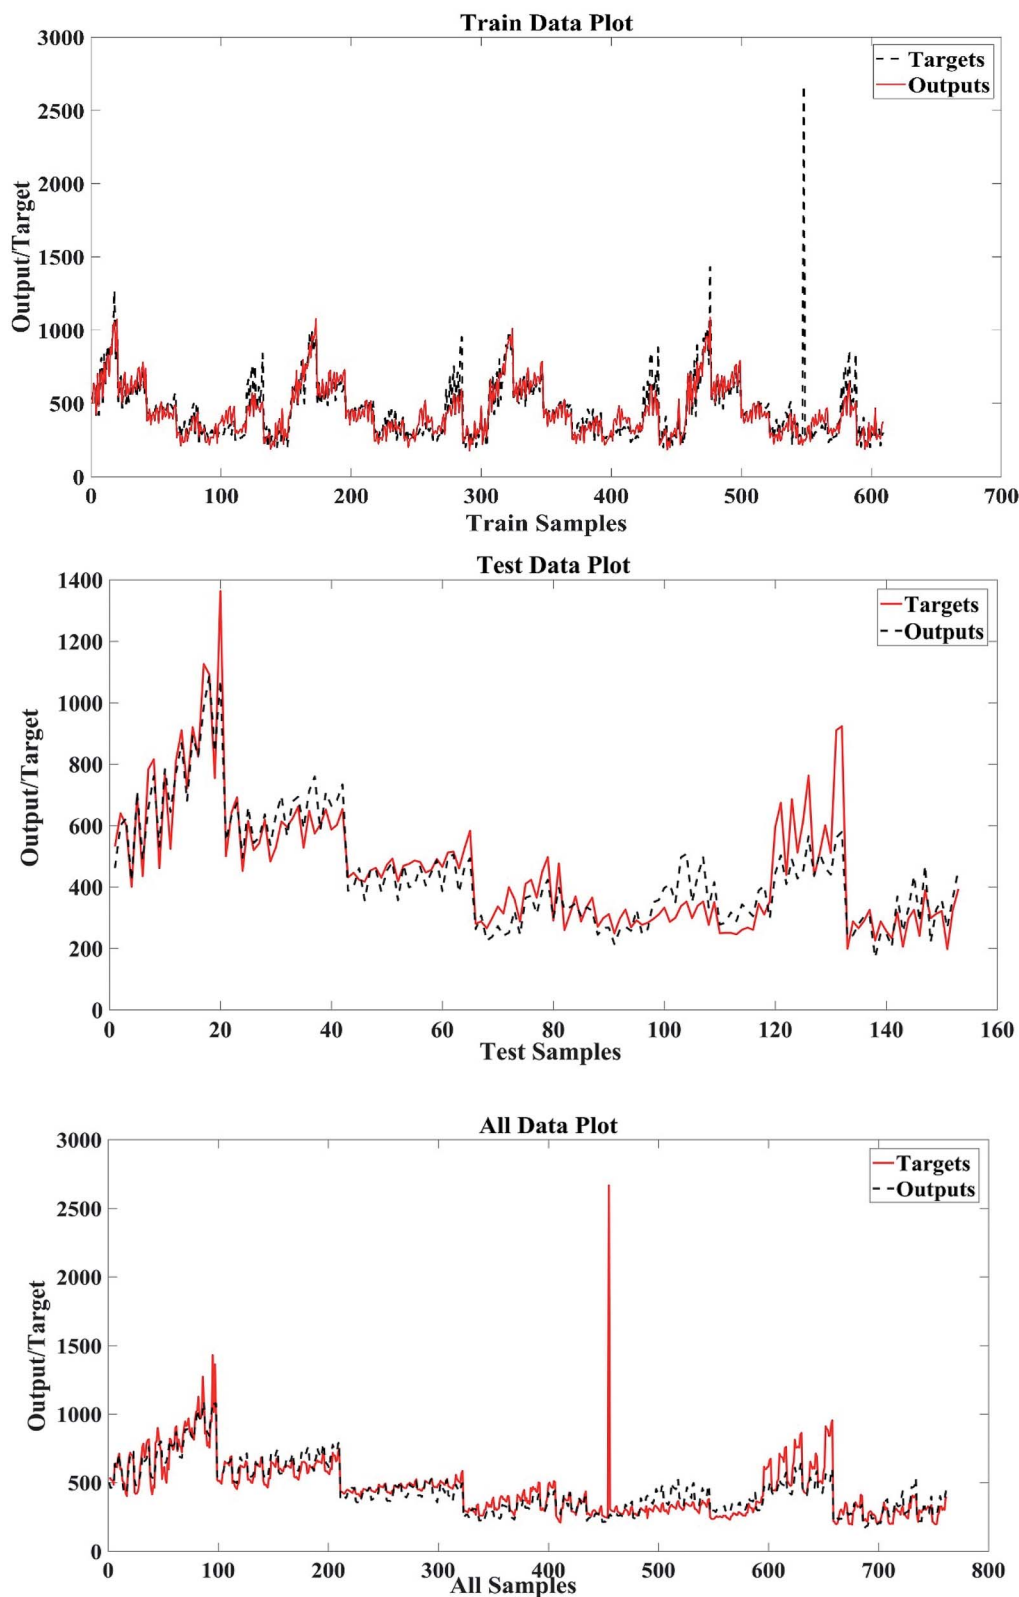 Train Data Plot
3000
2500
2000
1500
1000
500
0
Output/Target
Targets
Outputs
0 100 200 300 400 500 600 700
Train Samples
Test Data Plot
1400
1200
1000
800
600
400
200
0
Output/Target
Targets
Outputs
0 20 40 60 80 100 120 140 160
Test Samples
All Data Plot
3000
2500
2000
1500
1000
500
0
Output/Target
Targets
Outputs
0 100 200 300 400 500 600 700 800
All Samples